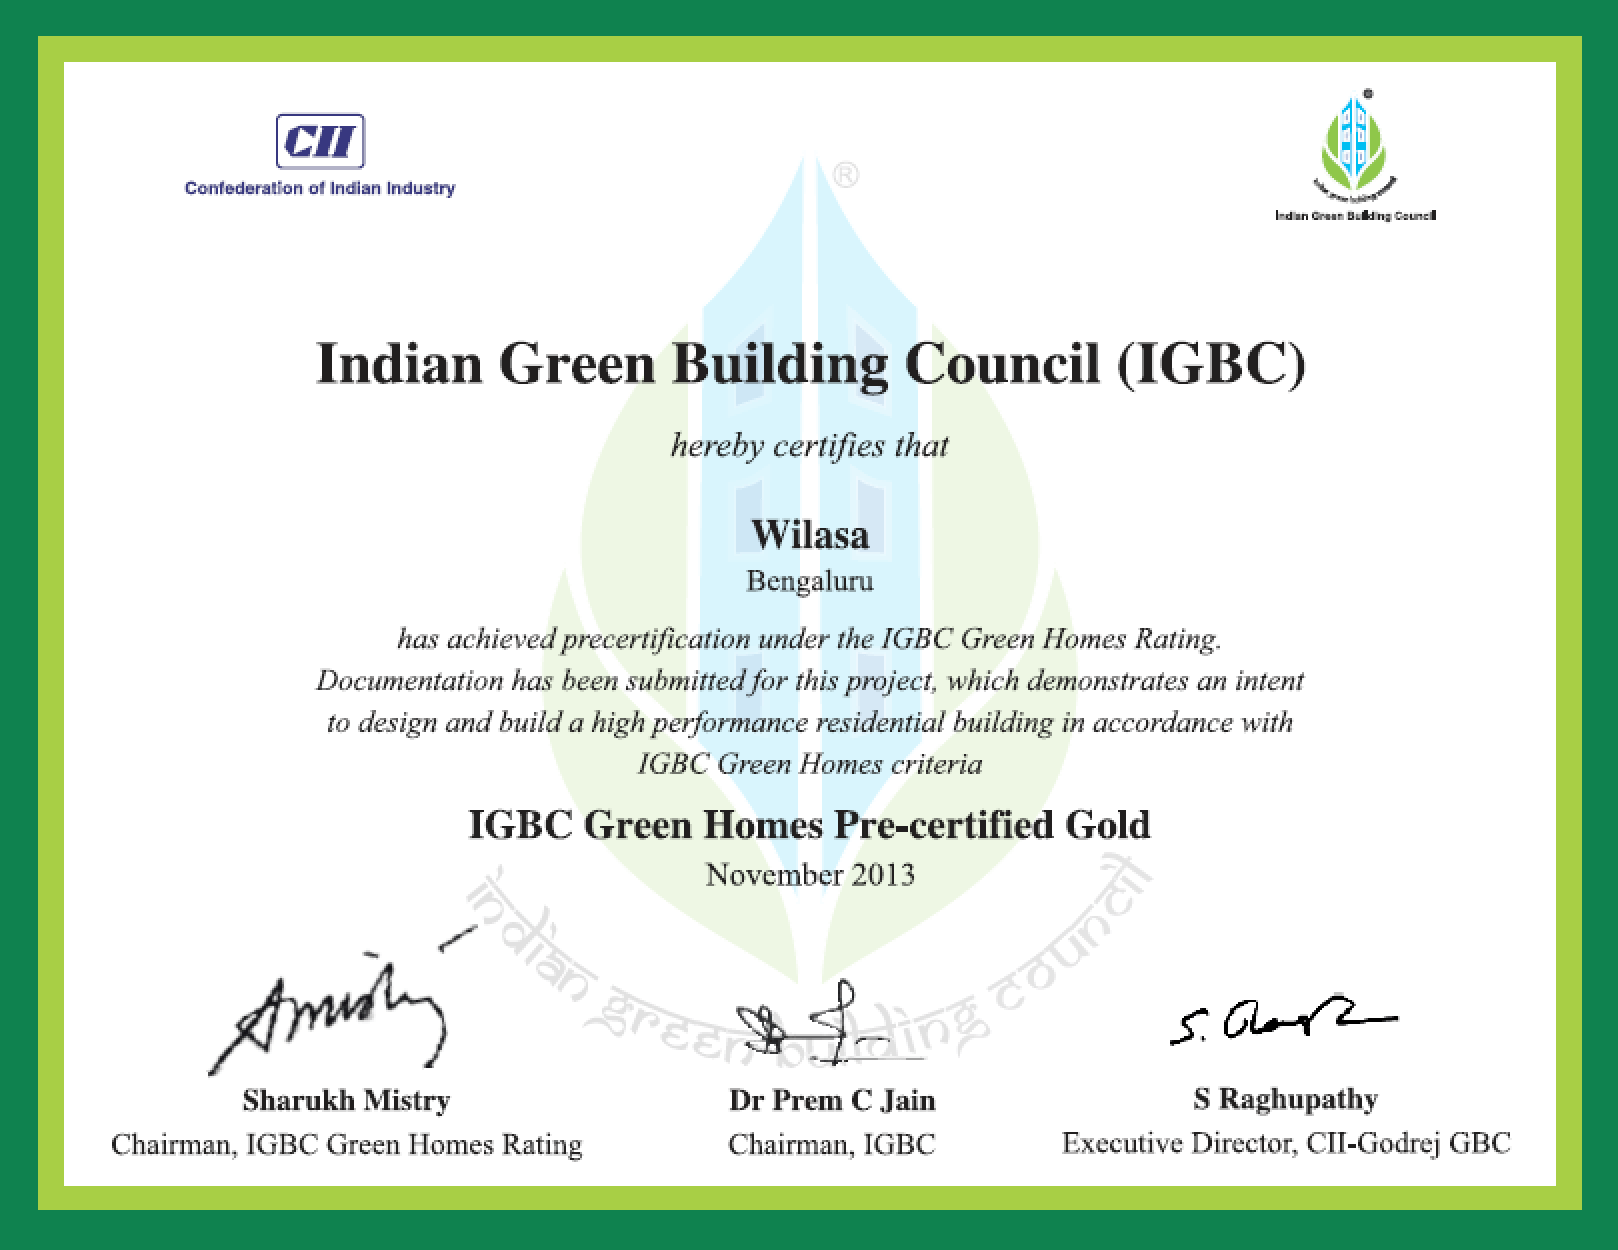 CII
Confederation of Indian Industry
®
indian green building council
Indian Green Building Council
®
Indian Green Building Council (IGBC)
hereby certifies that
Wilasa
Bengaluru
has achieved precertification under the IGBC Green Homes Rating.
Documentation has been submitted for this project, which demonstrates an intent
to design and build a high performance residential building in accordance with
IGBC Green Homes criteria
IGBC Green Homes Pre-certified Gold
November 2013
indian green building council
Sharukh Mistry
Chairman, IGBC Green Homes Rating
Dr Prem C Jain
Chairman, IGBC
S Raghupathy
Executive Director, CII-Godrej GBC